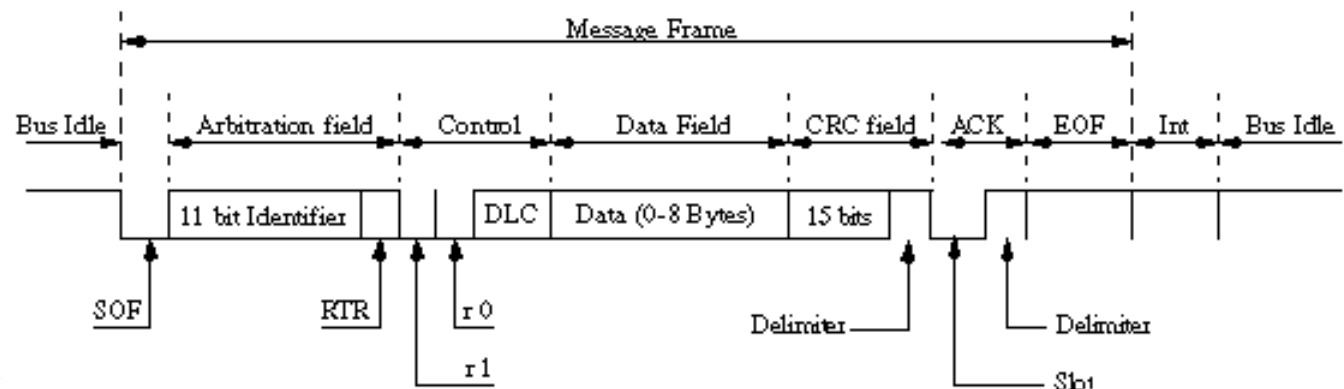 Message Frame
Bus Idle Arbitration field Control Data Field CRC field ACK EOF Int Bus Idle
11 bit Identifier DLC Data (0-8 Bytes) 15 bits
SOF RTR r 0 Delimiter Delimiter
r 1 Slot